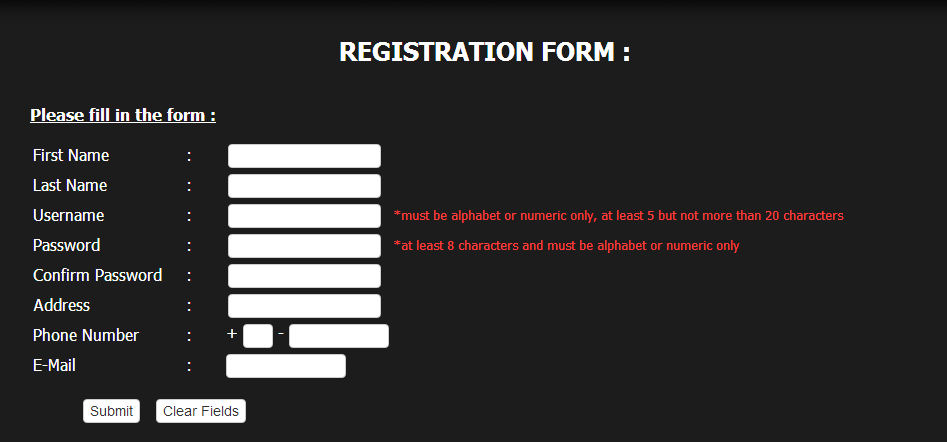 REGISTRATION FORM :
Please fill in the form :
First Name :
Last Name :
Username : *must be alphabet or numeric only, at least 5 but not more than 20 characters
Password : *at least 8 characters and must be alphabet or numeric only
Confirm Password :
Address :
Phone Number : + -
E-Mail :
Submit Clear Fields